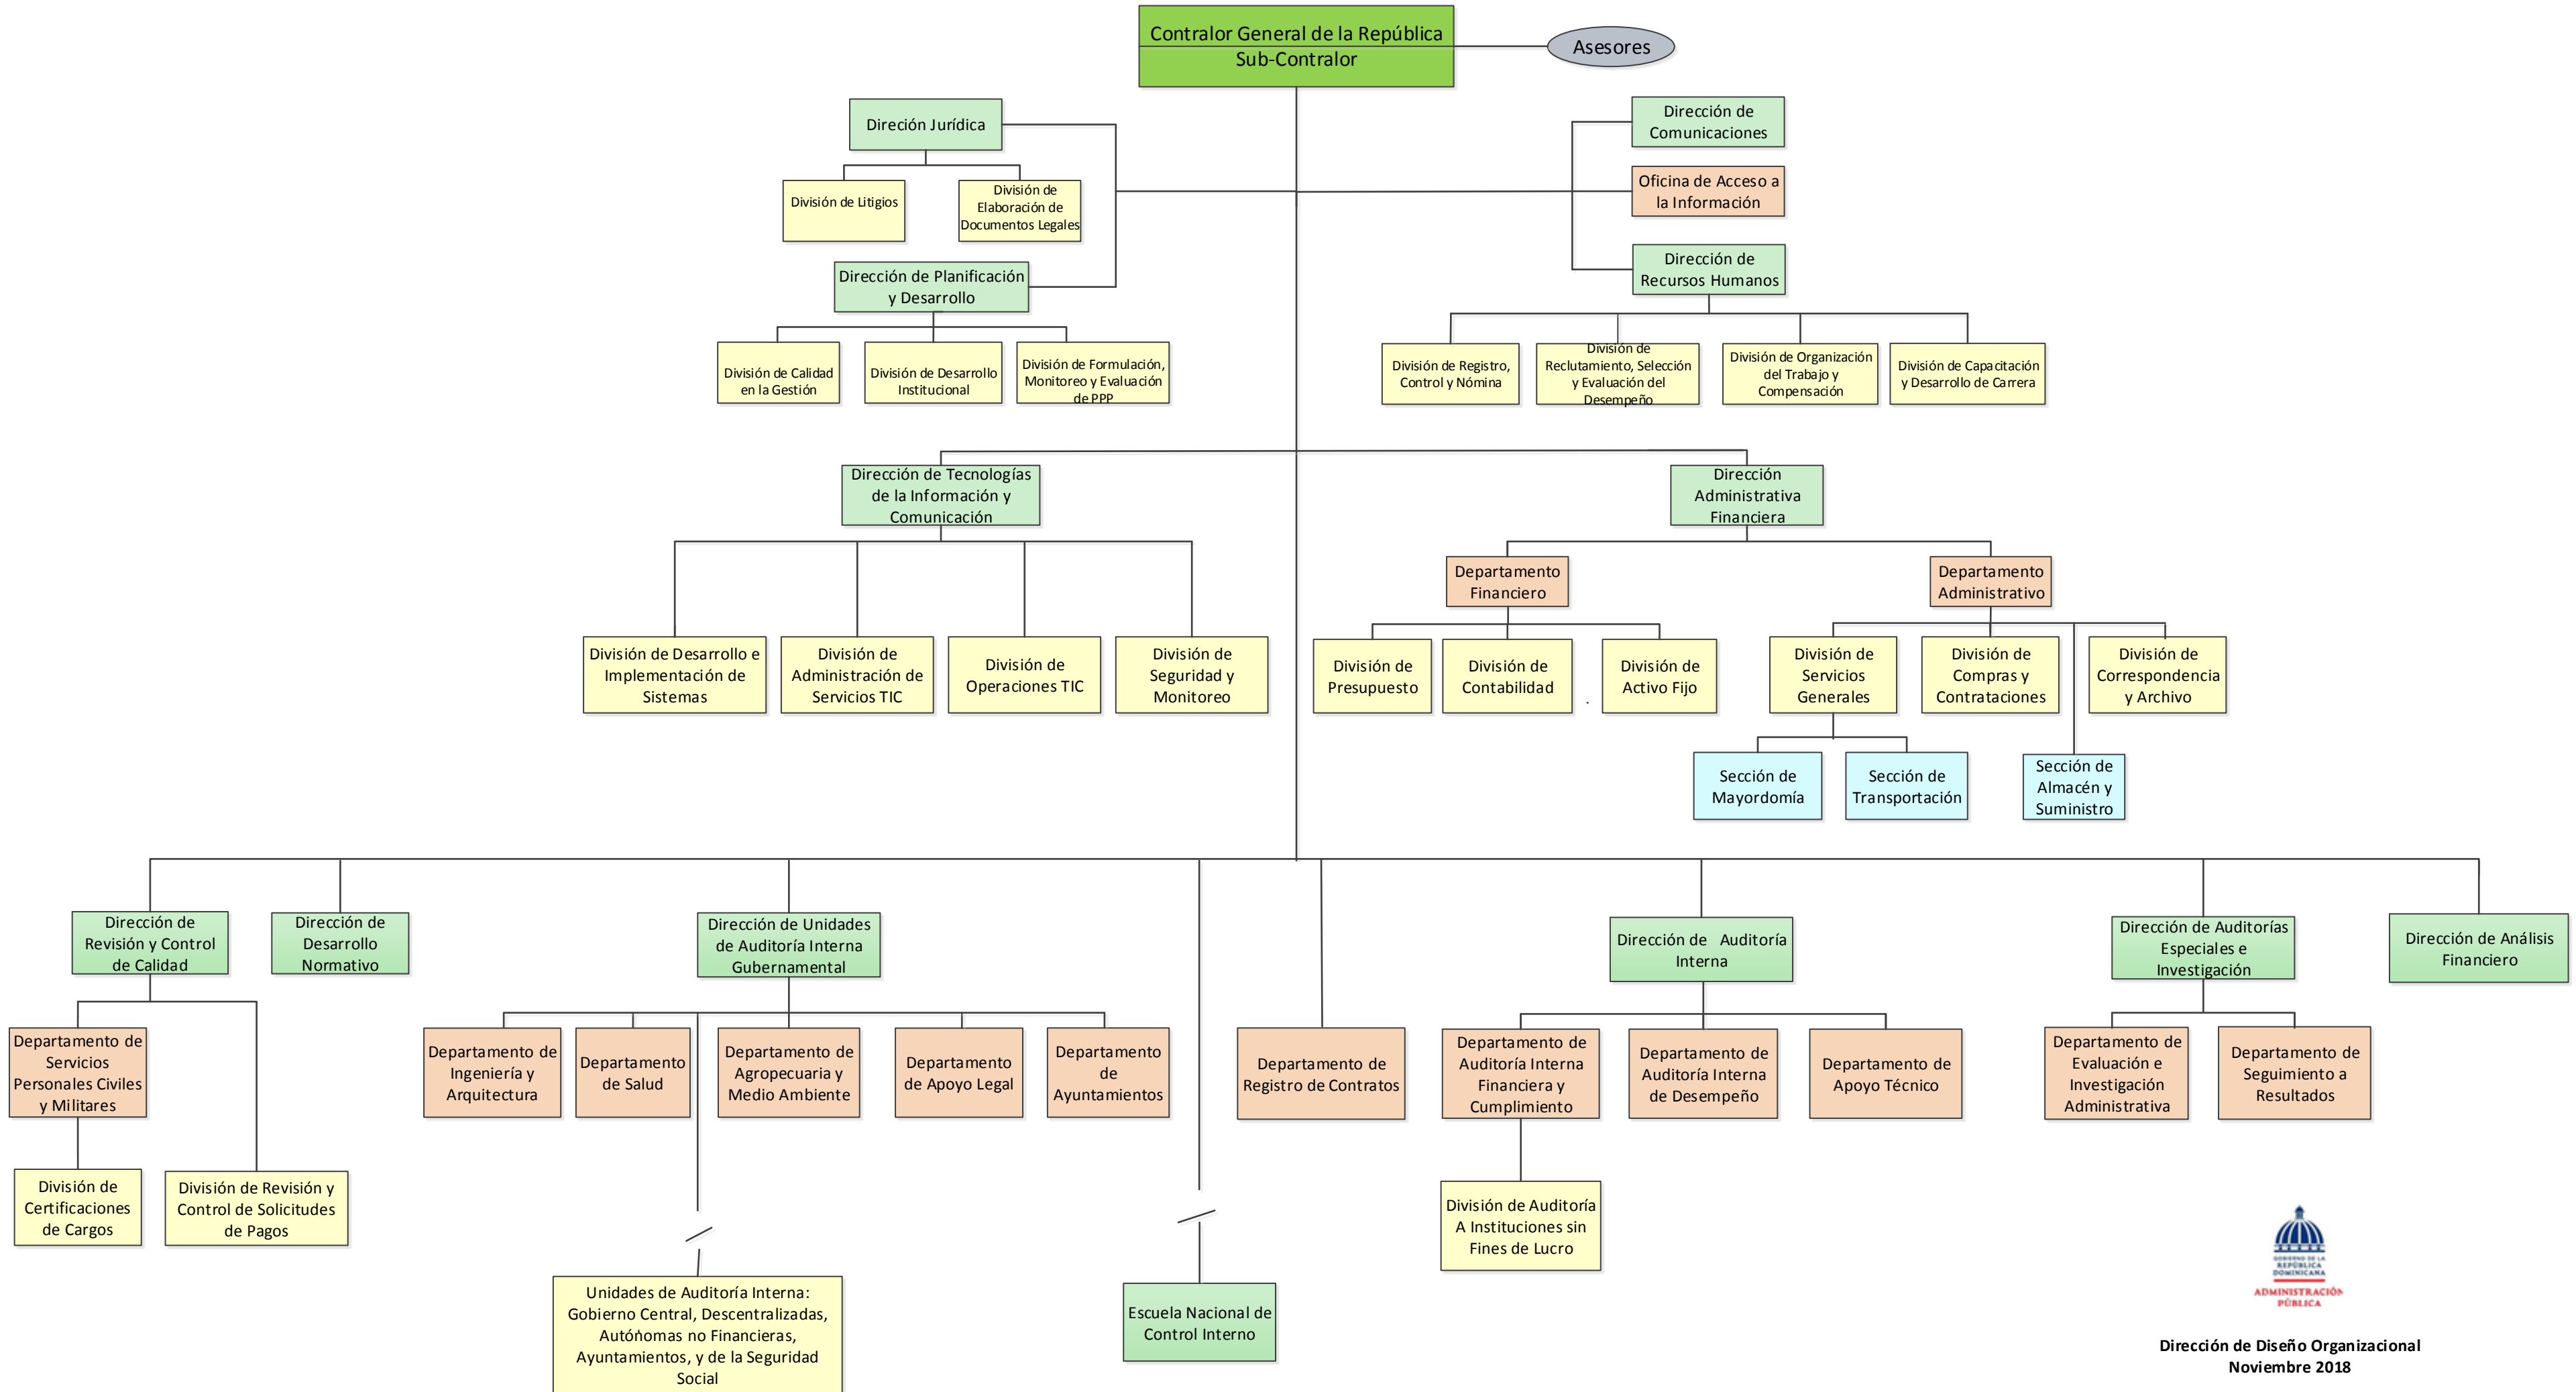 Contralor General de la República
Sub-Contralor
Asesores
Direción Jurídica
División de Litigios
División de
Elaboración de
Documentos Legales
Dirección de
Comunicaciones
Oficina de Acceso a
la Información
Dirección de Planificación
y Desarrollo
División de Calidad
en la Gestión
División de Desarrollo
Institucional
División de Formulación,
Monitoreo y Evaluación
de PPP
Dirección de
Recursos Humanos
División de Registro,
Control y Nómina
División de
Reclutamiento, Selección
y Evaluación del
Desempeño
División de Organización
del Trabajo y
Compensación
División de Capacitación
y Desarrollo de Carrera
Dirección de Tecnologías
de la Información y
Comunicación
División de Desarrollo e
Implementación de
Sistemas
División de
Administración de
Servicios TIC
División de
Operaciones TIC
División de
Seguridad y
Monitoreo
Dirección
Administrativa
Financiera
Departamento
Financiero
División de
Presupuesto
División de
Contabilidad
.
División de
Activo Fijo
Departamento
Administrativo
División de
Servicios
Generales
División de
Compras y
Contrataciones
División de
Correspondencia
y Archivo
Sección de
Mayordomía
Sección de
Transportación
Sección de
Almacén y
Suministro
Dirección de
Revisión y Control
de Calidad
Departamento de
Servicios
Personales Civiles
y Militares
División de
Certificaciones
de Cargos
División de Revisión y
Control de Solicitudes
de Pagos
Dirección de
Desarrollo
Normativo
Dirección de Unidades
de Auditoría Interna
Gubernamental
Departamento de
Ingeniería y
Arquitectura
Departamento
de Salud
Departamento de
Agropecuaria y
Medio Ambiente
Departamento
de Apoyo Legal
Departamento
de
Ayuntamientos
Unidades de Auditoría Interna:
Gobierno Central, Descentralizadas,
Autónomas no Financieras,
Ayuntamientos, y de la Seguridad
Social
Escuela Nacional de
Control Interno
Departamento de
Registro de Contratos
Dirección de Auditoría
Interna
Departamento de
Auditoría Interna
Financiera y
Cumplimiento
Departamento de
Auditoría Interna
de Desempeño
Departamento de
Apoyo Técnico
División de Auditoría
A Instituciones sin
Fines de Lucro
Dirección de Auditorías
Especiales e
Investigación
Departamento de
Evaluación e
Investigación
Administrativa
Departamento de
Seguimiento a
Resultados
Dirección de Análisis
Financiero
GOBIERNO DE LA
REPÚBLICA
DOMINICANA
ADMINISTRACIÓN
PÚBLICA
Dirección de Diseño Organizacional
Noviembre 2018